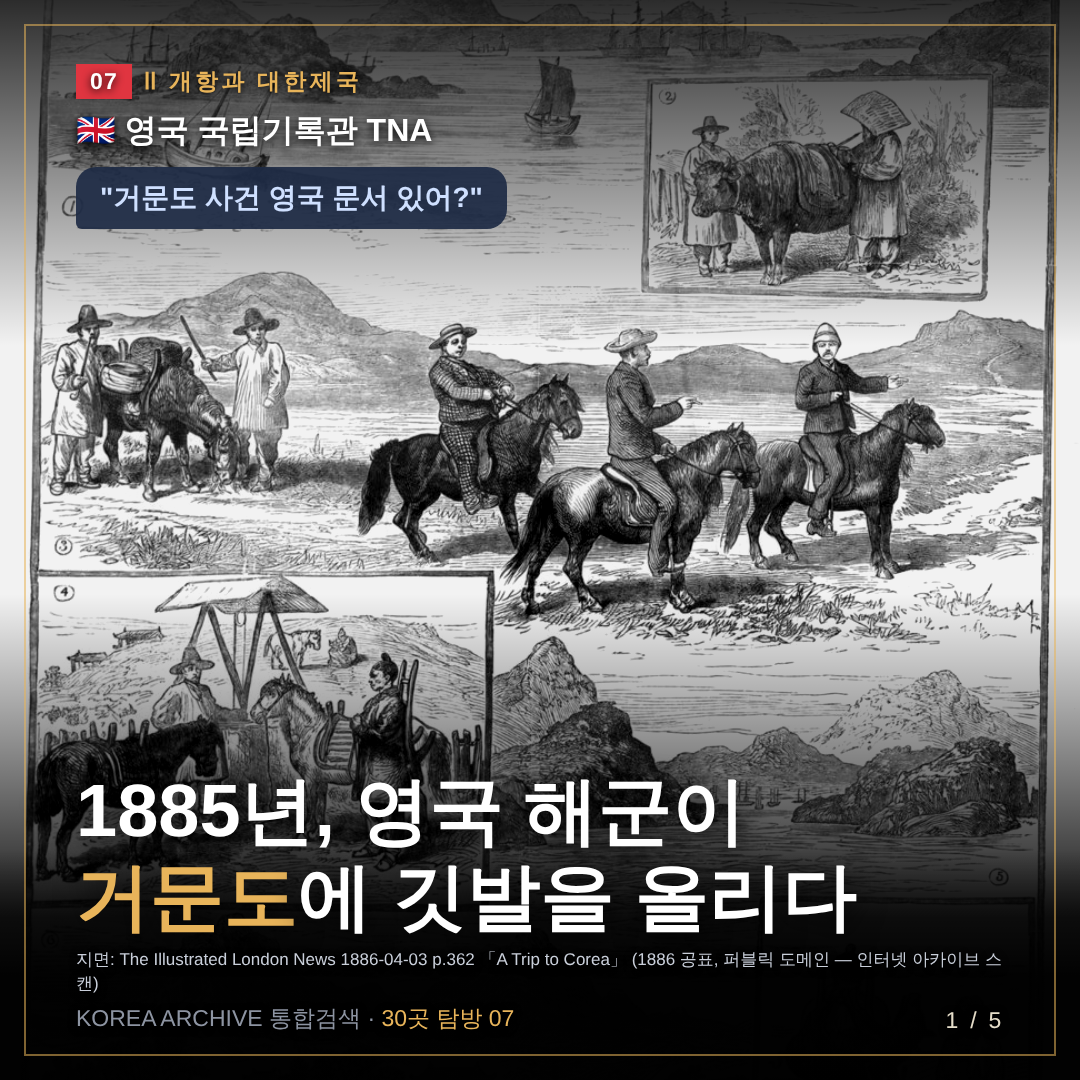 07 II 개항과 대한제국
🇬🇧 영국 국립기록관 TNA
"거문도 사건 영국 문서 있어?"
2
3
4
5
1885년, 영국 해군이
거문도에 깃발을 올리다
지면: The Illustrated London News 1886-04-03 p.362 「A Trip to Corea」 (1886 공표, 퍼블릭 도메인 — 인터넷 아카이브 스
캔)
KOREA ARCHIVE 통합검색 · 30곳 탐방 07
1 / 5